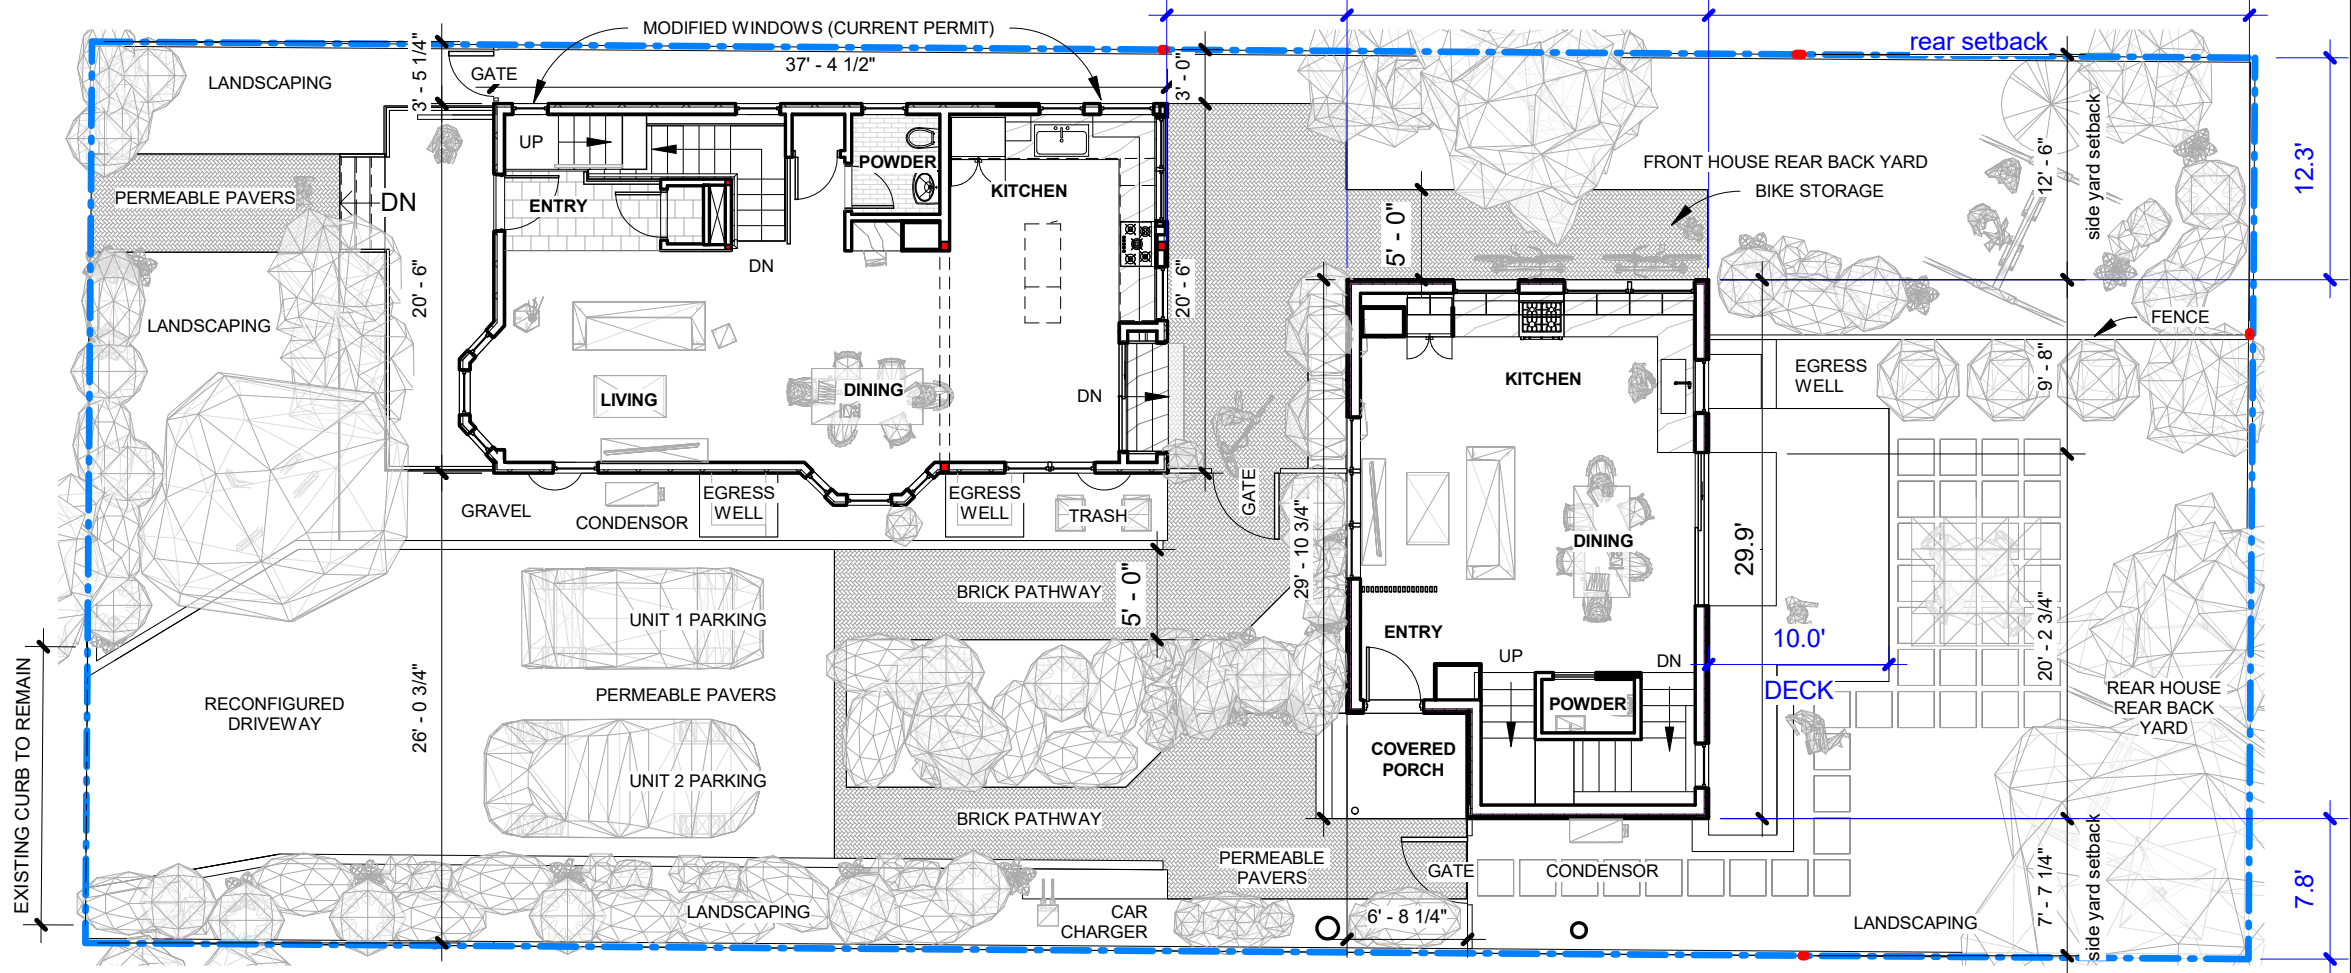 MODIFIED WINDOWS (CURRENT PERMIT)
rear setback
37' - 4 1/2"
3' - 5 1/4"
3' - 0"
GATE
LANDSCAPING
UP
POWDER
KITCHEN
ENTRY
PERMEABLE PAVERS
DN
DN
20' - 6"
20' - 6"
LANDSCAPING
LIVING
DINING
DN
FRONT HOUSE REAR BACK YARD
BIKE STORAGE
5' - 0"
12' - 6"
side yard setback
12.3'
FENCE
EGRESS
WELL
9' - 8"
KITCHEN
GRAVEL
CONDENSOR
EGRESS
WELL
EGRESS
WELL
TRASH
GATE
29' - 10 3/4"
DINING
29.9'
BRICK PATHWAY
5' - 0"
UNIT 1 PARKING
ENTRY
UP
DN
10.0'
DECK
20' - 2 3/4"
REAR HOUSE
REAR BACK
YARD
EXISTING CURB TO REMAIN
RECONFIGURED
DRIVEWAY
26' - 0 3/4"
PERMEABLE PAVERS
UNIT 2 PARKING
POWDER
COVERED
PORCH
BRICK PATHWAY
PERMEABLE
PAVERS
GATE
CONDENSOR
LANDSCAPING
CAR
CHARGER
6' - 8 1/4"
LANDSCAPING
7' - 7 1/4"
side yard setback
7.8'